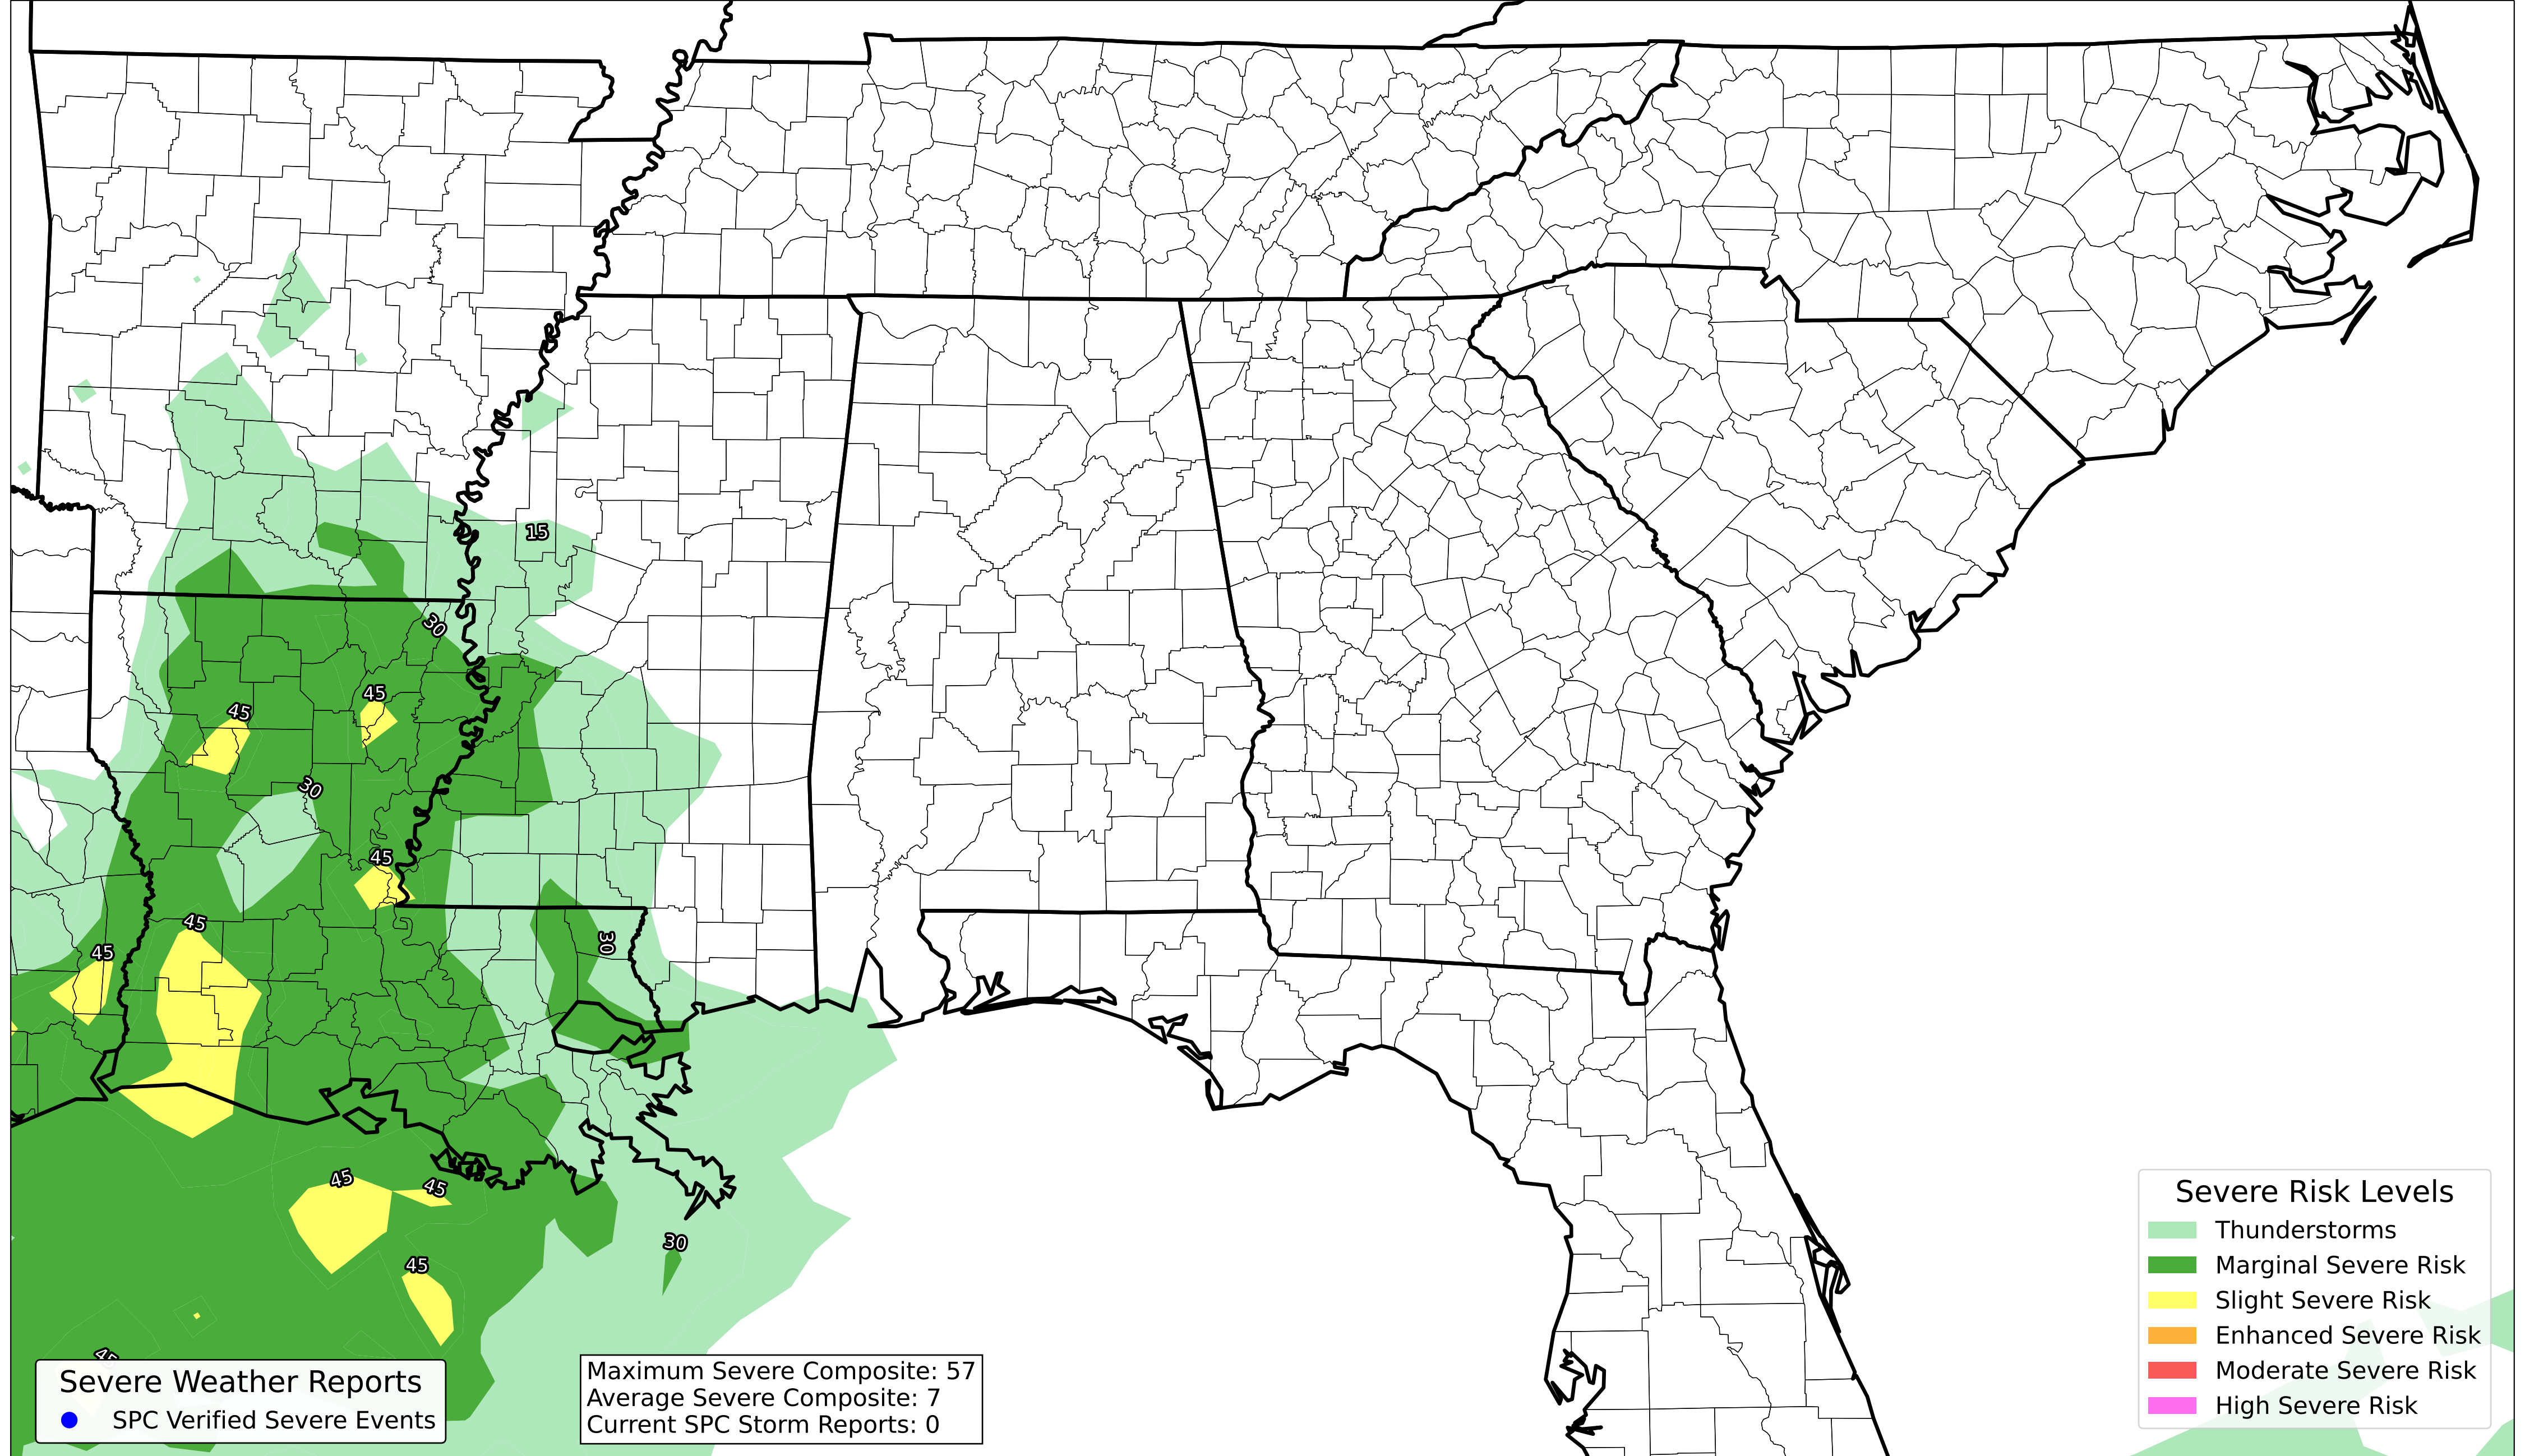 15
30
45
45
30
45
45
30
45
45
45
30
45
45
Severe Weather Reports
SPC Verified Severe Events
Maximum Severe Composite: 57
Average Severe Composite: 7
Current SPC Storm Reports: 0
Severe Risk Levels
Thunderstorms
Marginal Severe Risk
Slight Severe Risk
Enhanced Severe Risk
Moderate Severe Risk
High Severe Risk